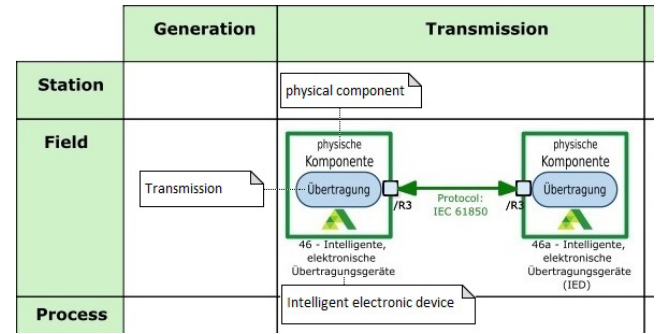 Generation
Transmission
Station
physical component
Field
physische
Komponente
Übertragung
physische
Komponente
Übertragung
Transmission
/R3
Protocol:
IEC 61850
/R3
46 - Intelligente,
elektronische
Übertragungsgeräte
46a - Intelligente,
elektronische
Übertragungsgeräte
(IED)
Intelligent electronic device
Process